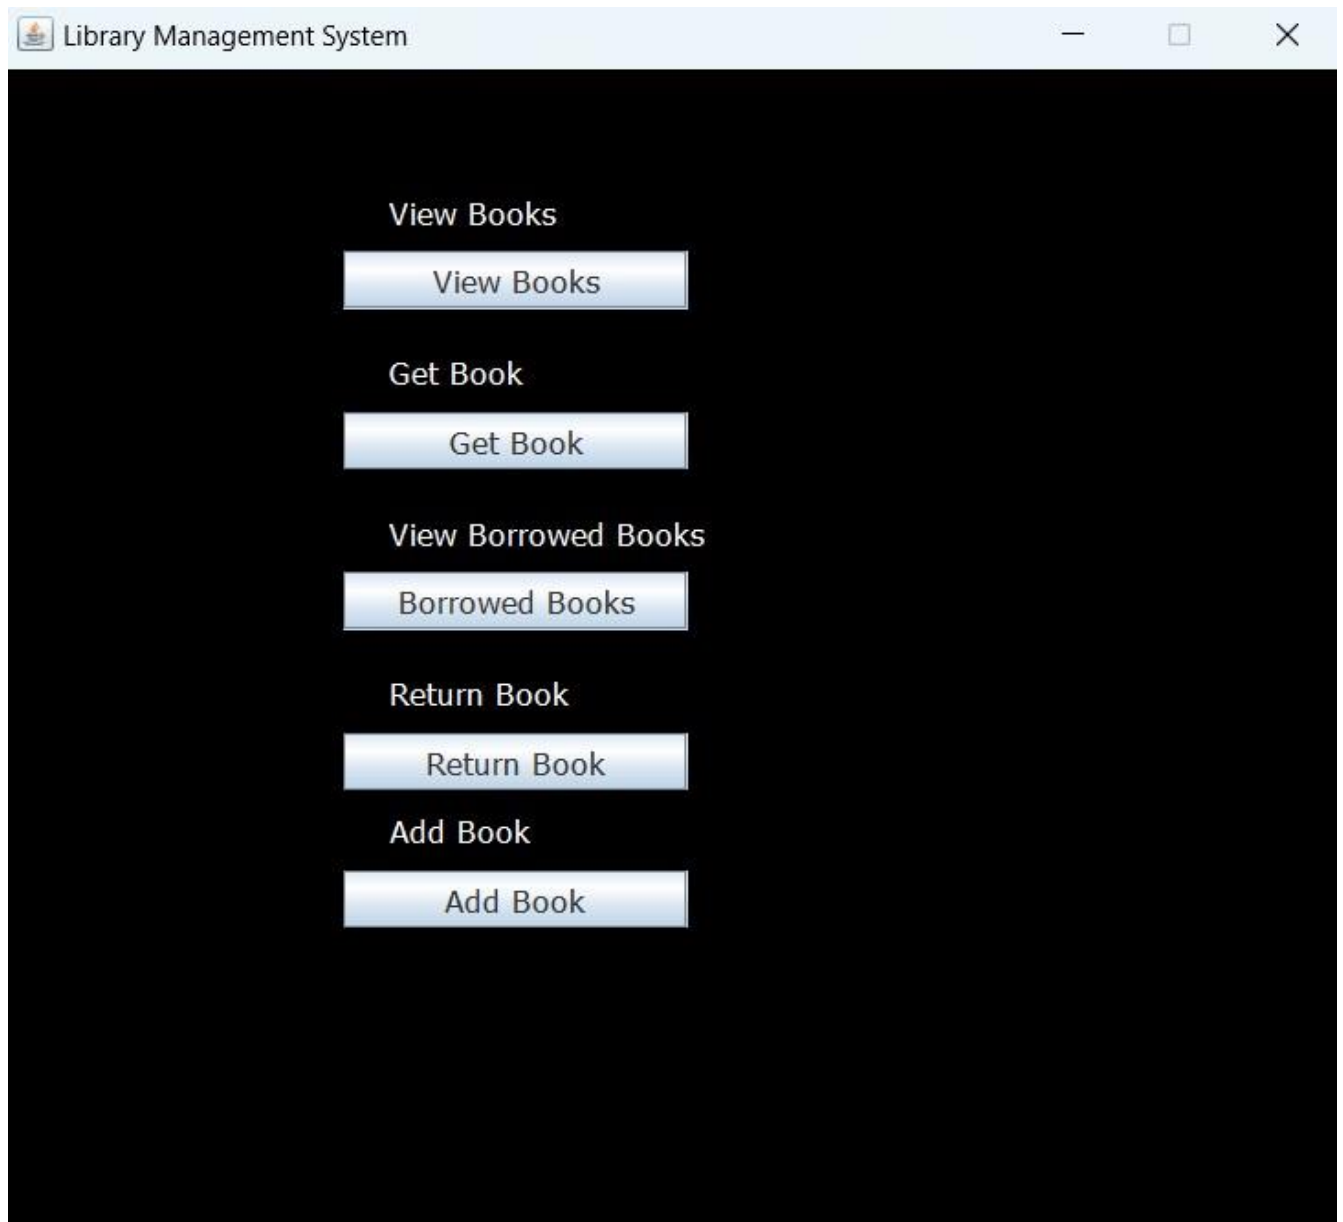 Library Management System
View Books
View Books
Get Book
Get Book
View Borrowed Books
Borrowed Books
Return Book
Return Book
Add Book
Add Book